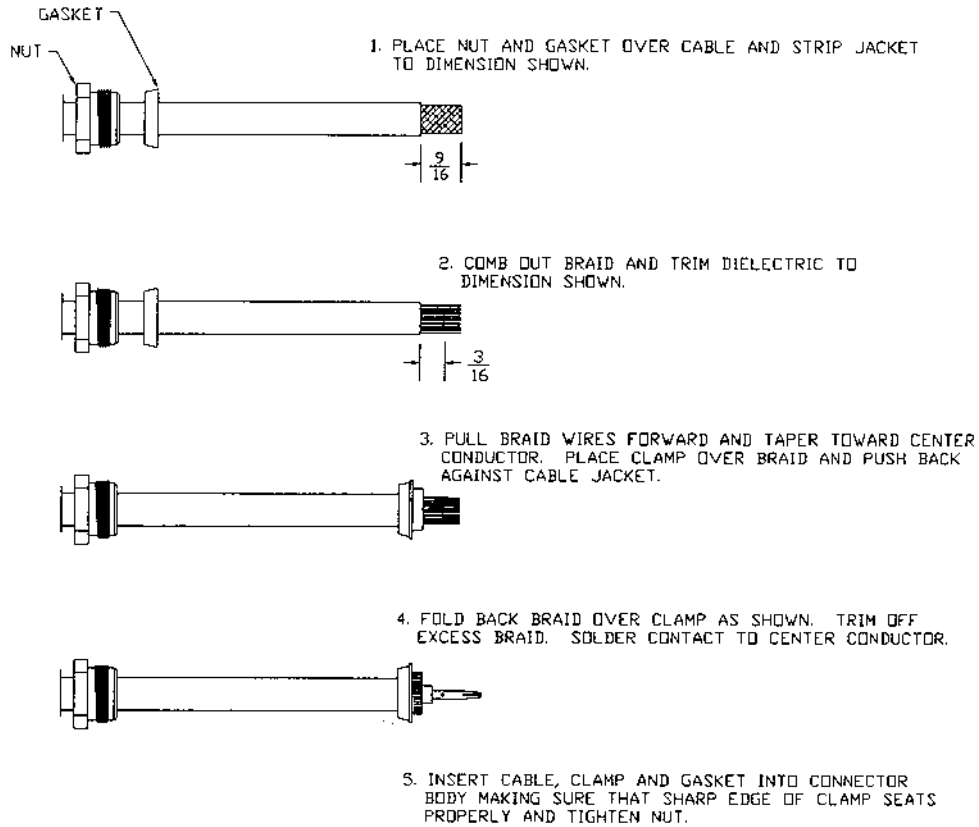 GASKET
NUT
1. PLACE NUT AND GASKET OVER CABLE AND STRIP JACKET
TO DIMENSION SHOWN.
9
16
2. COMB OUT BRAID AND TRIM DIELECTRIC TO
DIMENSION SHOWN.
3
16
3. PULL BRAID WIRES FORWARD AND TAPER TOWARD CENTER
CONDUCTOR. PLACE CLAMP OVER BRAID AND PUSH BACK
AGAINST CABLE JACKET.
4. FOLD BACK BRAID OVER CLAMP AS SHOWN. TRIM OFF
EXCESS BRAID. SOLDER CONTACT TO CENTER CONDUCTOR.
5. INSERT CABLE, CLAMP AND GASKET INTO CONNECTOR
BODY MAKING SURE THAT SHARP EDGE OF CLAMP SEATS
PROPERLY AND TIGHTEN NUT.